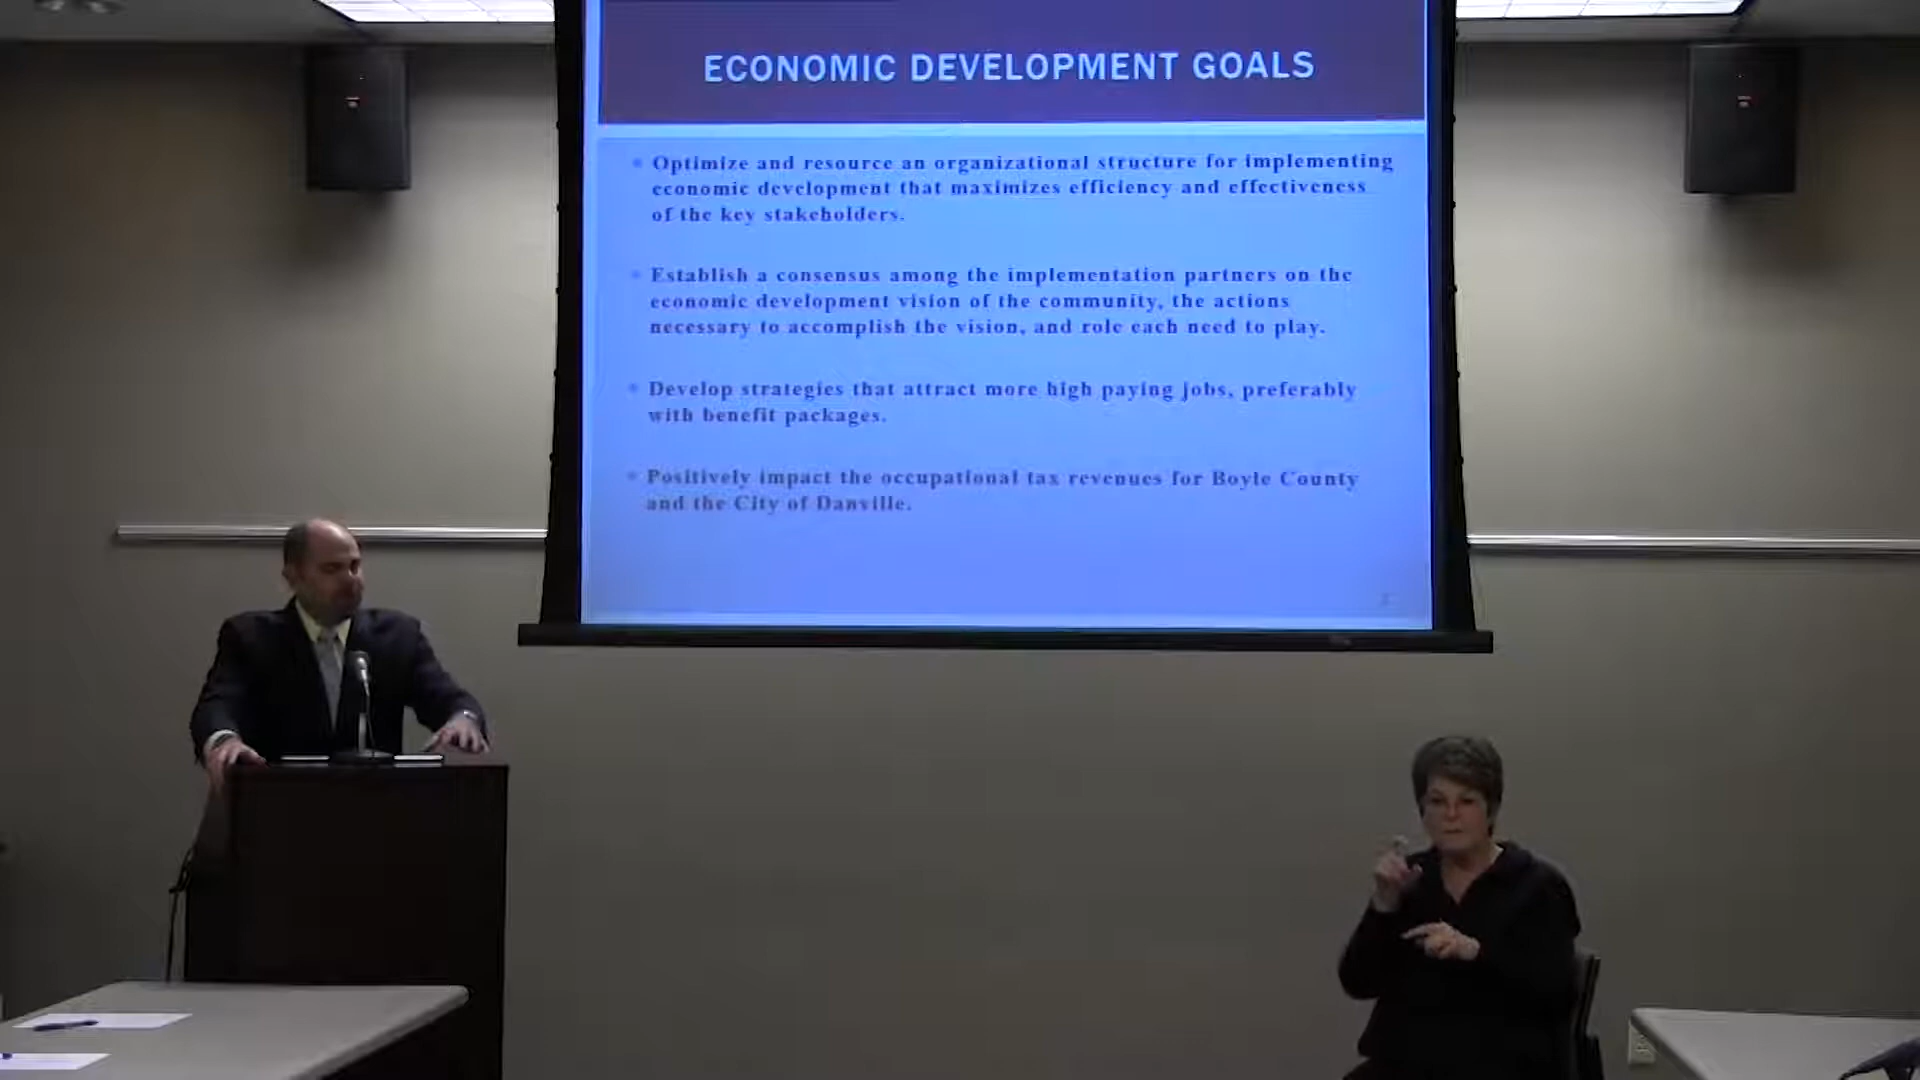 ECONOMIC DEVELOPMENT GOALS
Optimize and resource an organizational structure for implementing
economic development that maximizes efficiency and effectiveness
of the key stakeholders.
Establish a consensus among the implementation partners on the
economic development vision of the community, the actions
necessary to accomplish the vision, and role each need to play.
Develop strategies that attract more high paying jobs, preferably
with benefit packages.
Positively impact the occupational tax revenues for Boyle County
and the City of Danville.